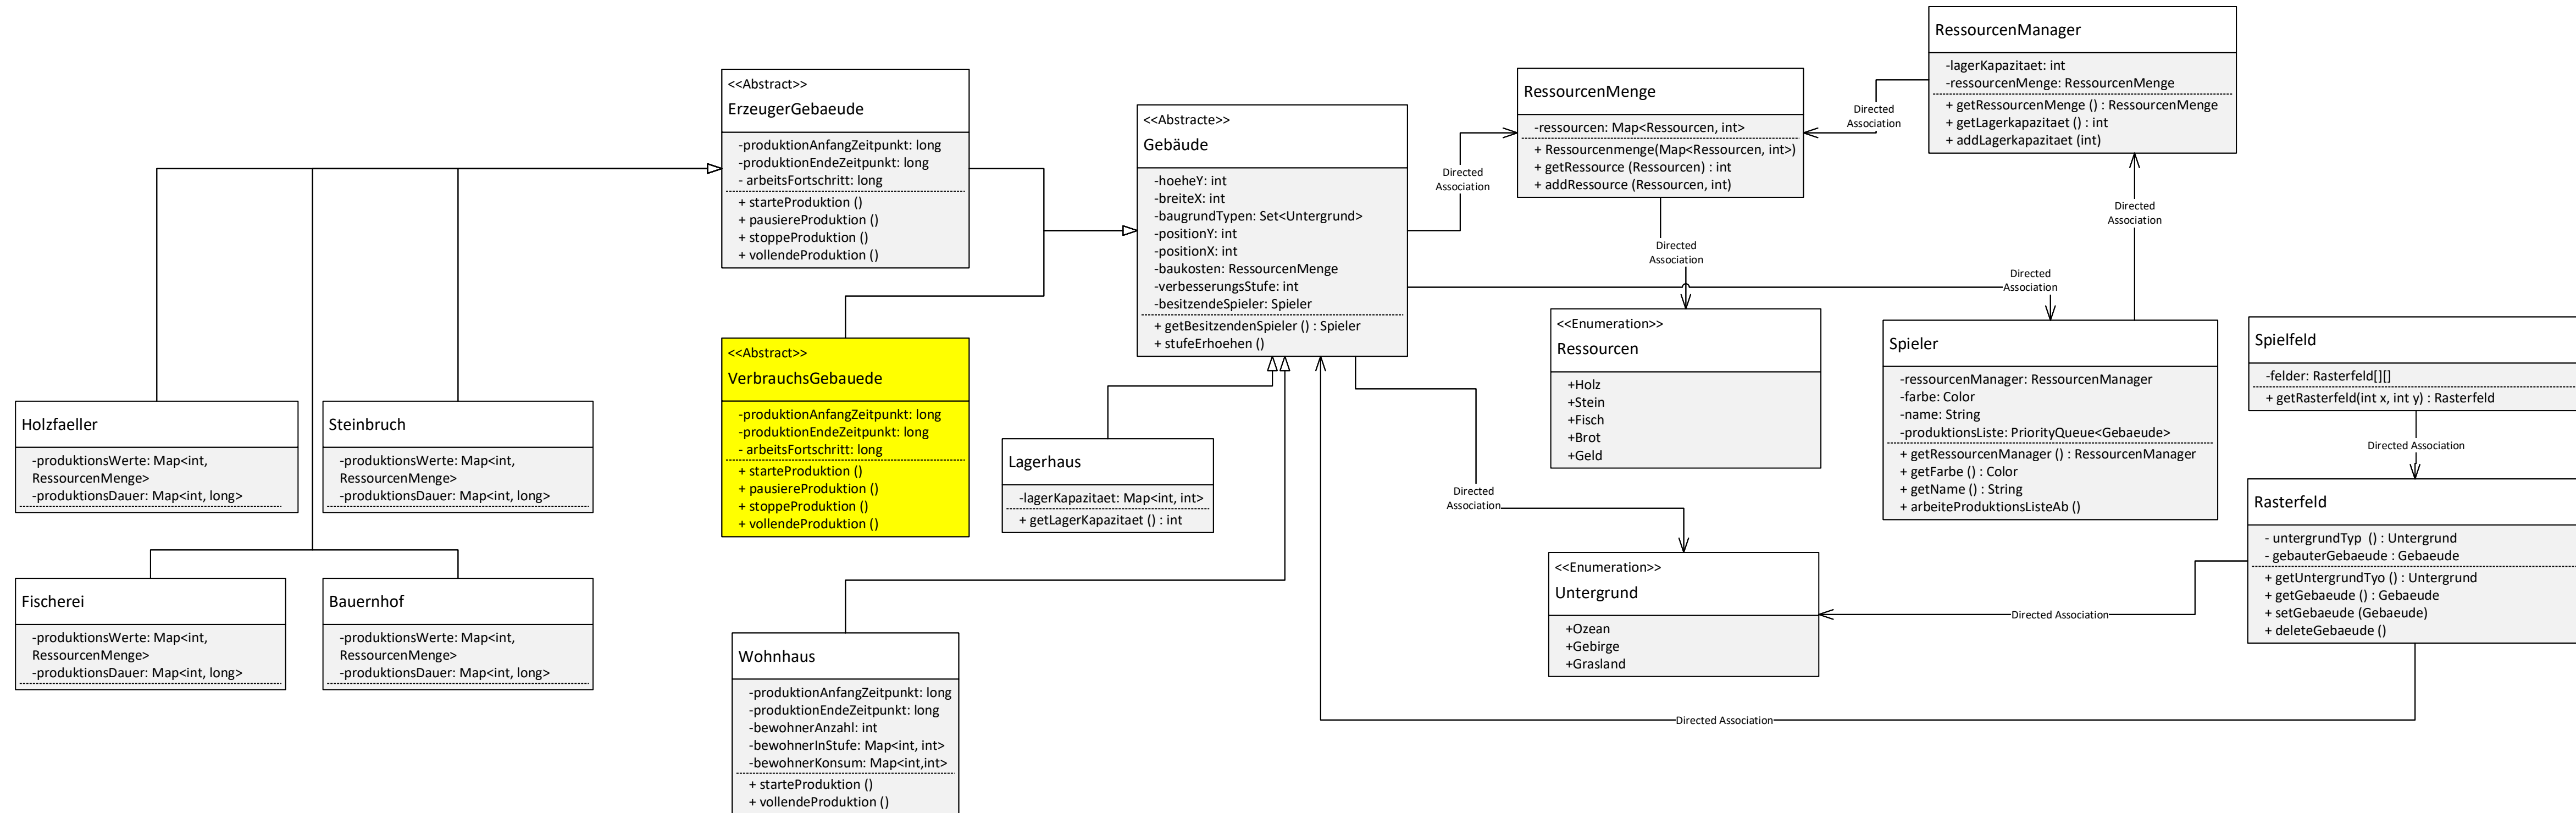 <<Abstract>>
ErzeugerGebaeude
-produktionAnfangZeitpunkt: long
-produktionEndeZeitpunkt: long
- arbeitsFortschritt: long
+ starteProduktion ()
+ pausiereProduktion ()
+ stoppeProduktion ()
+ vollendeProduktion ()
<<Abstracte>>
Gebäude
-hoeheY: int
-breiteX: int
-baugrundTypen: Set<Untergrund>
-positionY: int
-positionX: int
-baukosten: RessourcenMenge
-verbesserungsStufe: int
-besitzendeSpieler: Spieler
+ getBesitzendenSpieler () : Spieler
+ stufeErhoehen ()
Directed
Association
RessourcenMenge
-ressourcen: Map<Ressourcen, int>
+ Ressourcenmenge(Map<Ressourcen, int>)
+ getRessource (Ressourcen) : int
+ addRessource (Ressourcen, int)
Directed
Association
RessourcenManager
-lagerKapazitaet: int
-ressourcenMenge: RessourcenMenge
+ getRessourcenMenge () : RessourcenMenge
+ getLagerkapazitaet () : int
+ addLagerkapazitaet (int)
Directed
Association
Directed
Association
Directed
Association
<<Abstract>>
VerbrauchsGebauede
-produktionAnfangZeitpunkt: long
-produktionEndeZeitpunkt: long
- arbeitsFortschritt: long
+ starteProduktion ()
+ pausiereProduktion ()
+ stoppeProduktion ()
+ vollendeProduktion ()
<<Enumeration>>
Ressourcen
+Holz
+Stein
+Fisch
+Brot
+Geld
Spieler
-ressourcenManager: RessourcenManager
-farbe: Color
-name: String
-produktionsListe: PriorityQueue<Gebaeude>
+ getRessourcenManager () : RessourcenManager
+ getFarbe () : Color
+ getName () : String
+ arbeiteProduktionsListeAb ()
Spielfeld
-felder: Rasterfeld[][]
+ getRasterfeld(int x, int y) : Rasterfeld
Directed Association
Holzfaeller
-produktionsWerte: Map<int,
RessourcenMenge>
-produktionsDauer: Map<int, long>
Steinbruch
-produktionsWerte: Map<int,
RessourcenMenge>
-produktionsDauer: Map<int, long>
Lagerhaus
-lagerKapazitaet: Map<int, int>
+ getLagerKapazitaet () : int
Directed
Association
Rasterfeld
- untergrundTyp  () : Untergrund
- gebauterGebaeude : Gebaeude
+ getUntergrundTyo () : Untergrund
+ getGebaeude () : Gebaeude
+ setGebaeude (Gebaeude)
+ deleteGebaeude ()
<<Enumeration>>
Untergrund
+Ozean
+Gebirge
+Grasland
Directed Association
Fischerei
-produktionsWerte: Map<int,
RessourcenMenge>
-produktionsDauer: Map<int, long>
Bauernhof
-produktionsWerte: Map<int,
RessourcenMenge>
-produktionsDauer: Map<int, long>
Wohnhaus
-produktionAnfangZeitpunkt: long
-produktionEndeZeitpunkt: long
-bewohnerAnzahl: int
-bewohnerInStufe: Map<int, int>
-bewohnerKonsum: Map<int,int>
+ starteProduktion ()
+ vollendeProduktion ()
Directed Association